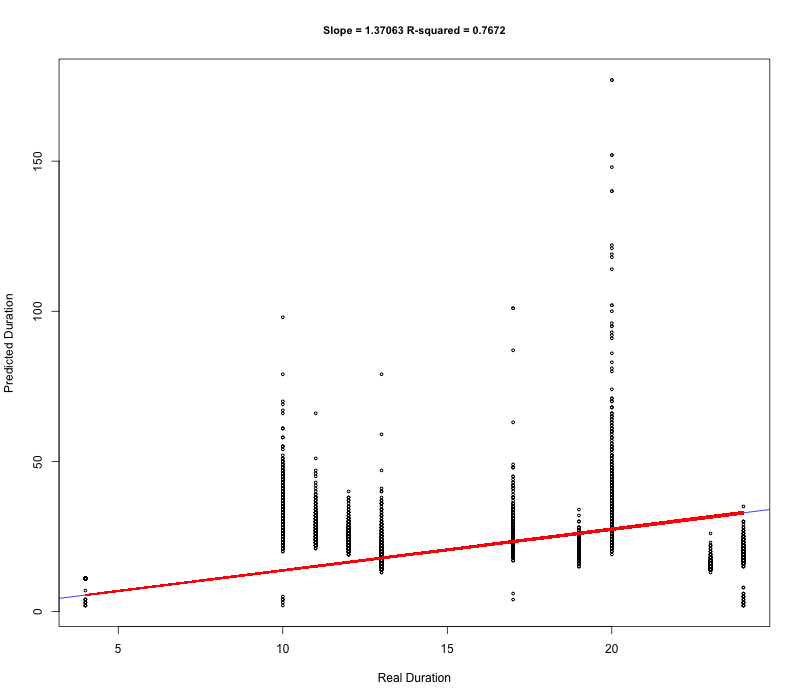 Slope = 1.37063 R-squared = 0.7672
Predicted Duration
150
100
50
0
5 10 15 20
Real Duration